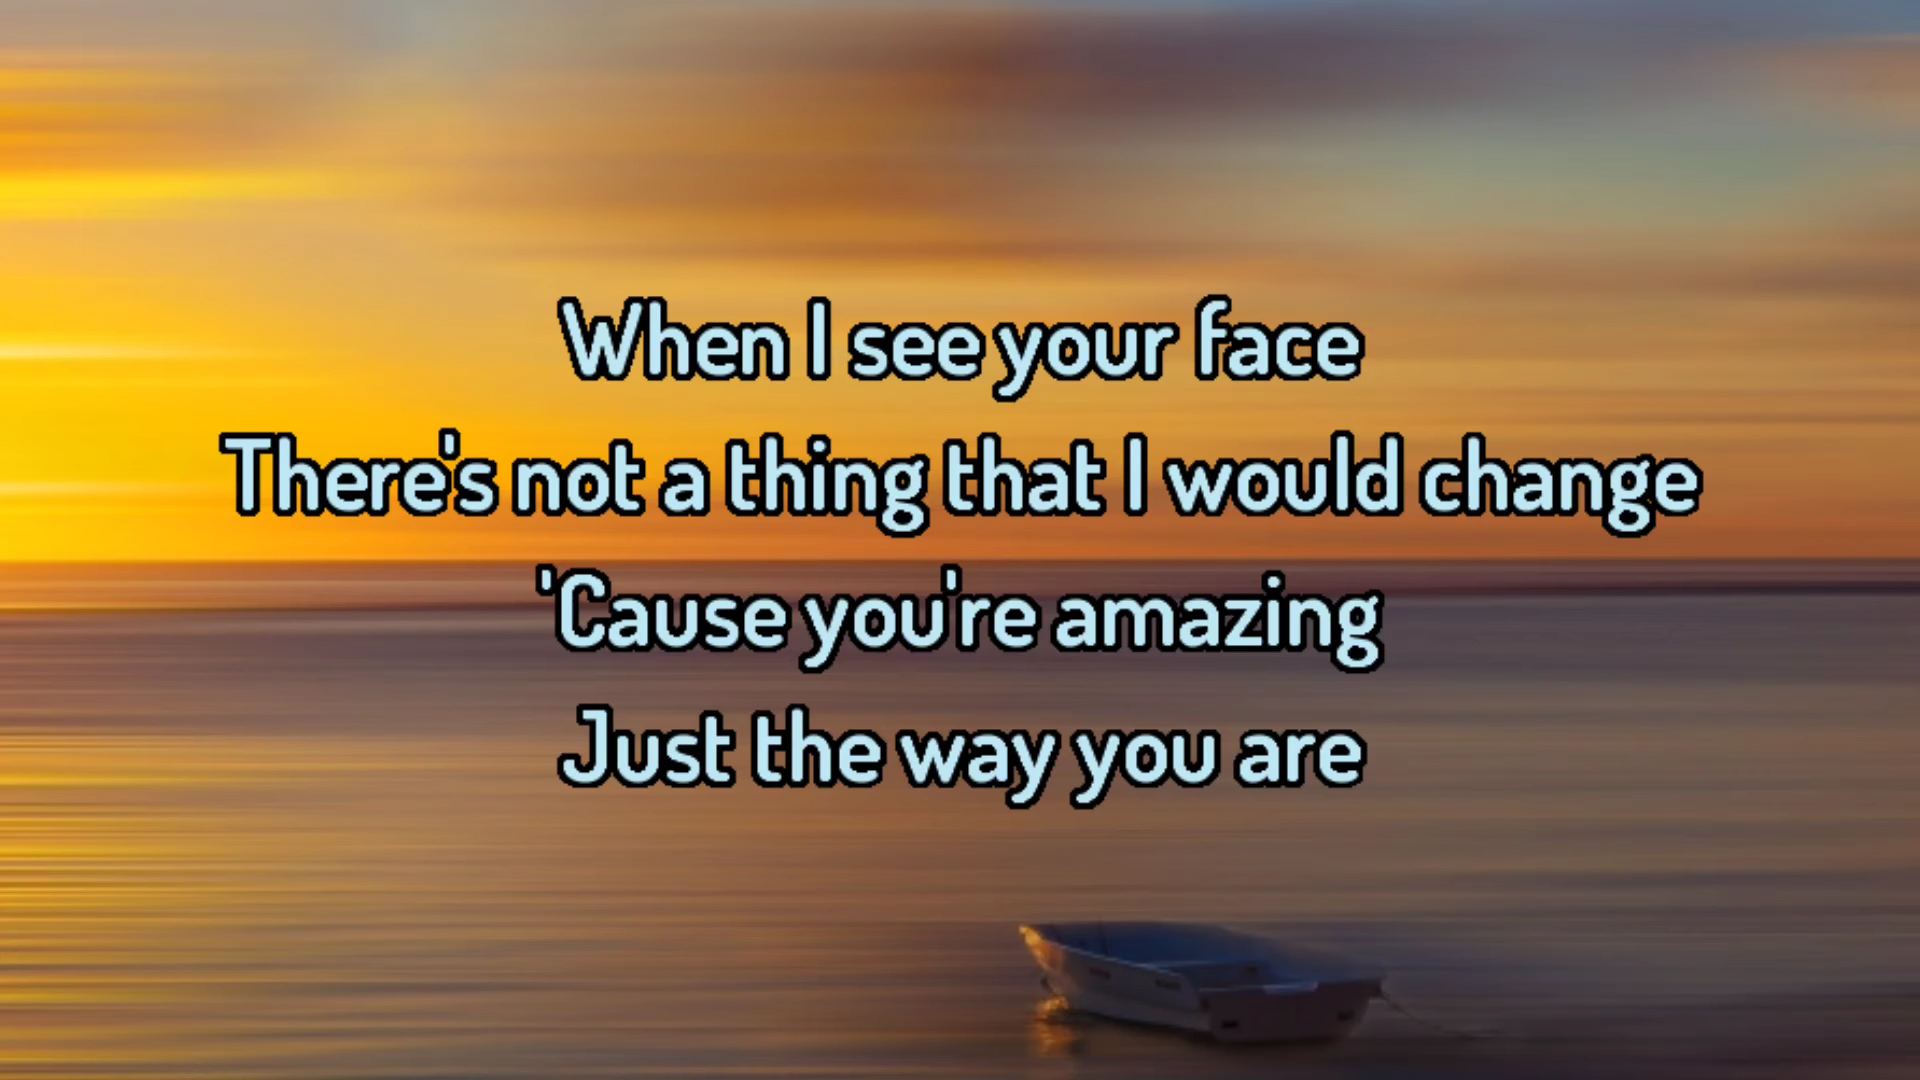 When I see your face
There's not a thing that I would change
'Cause you're amazing
Just the way you are